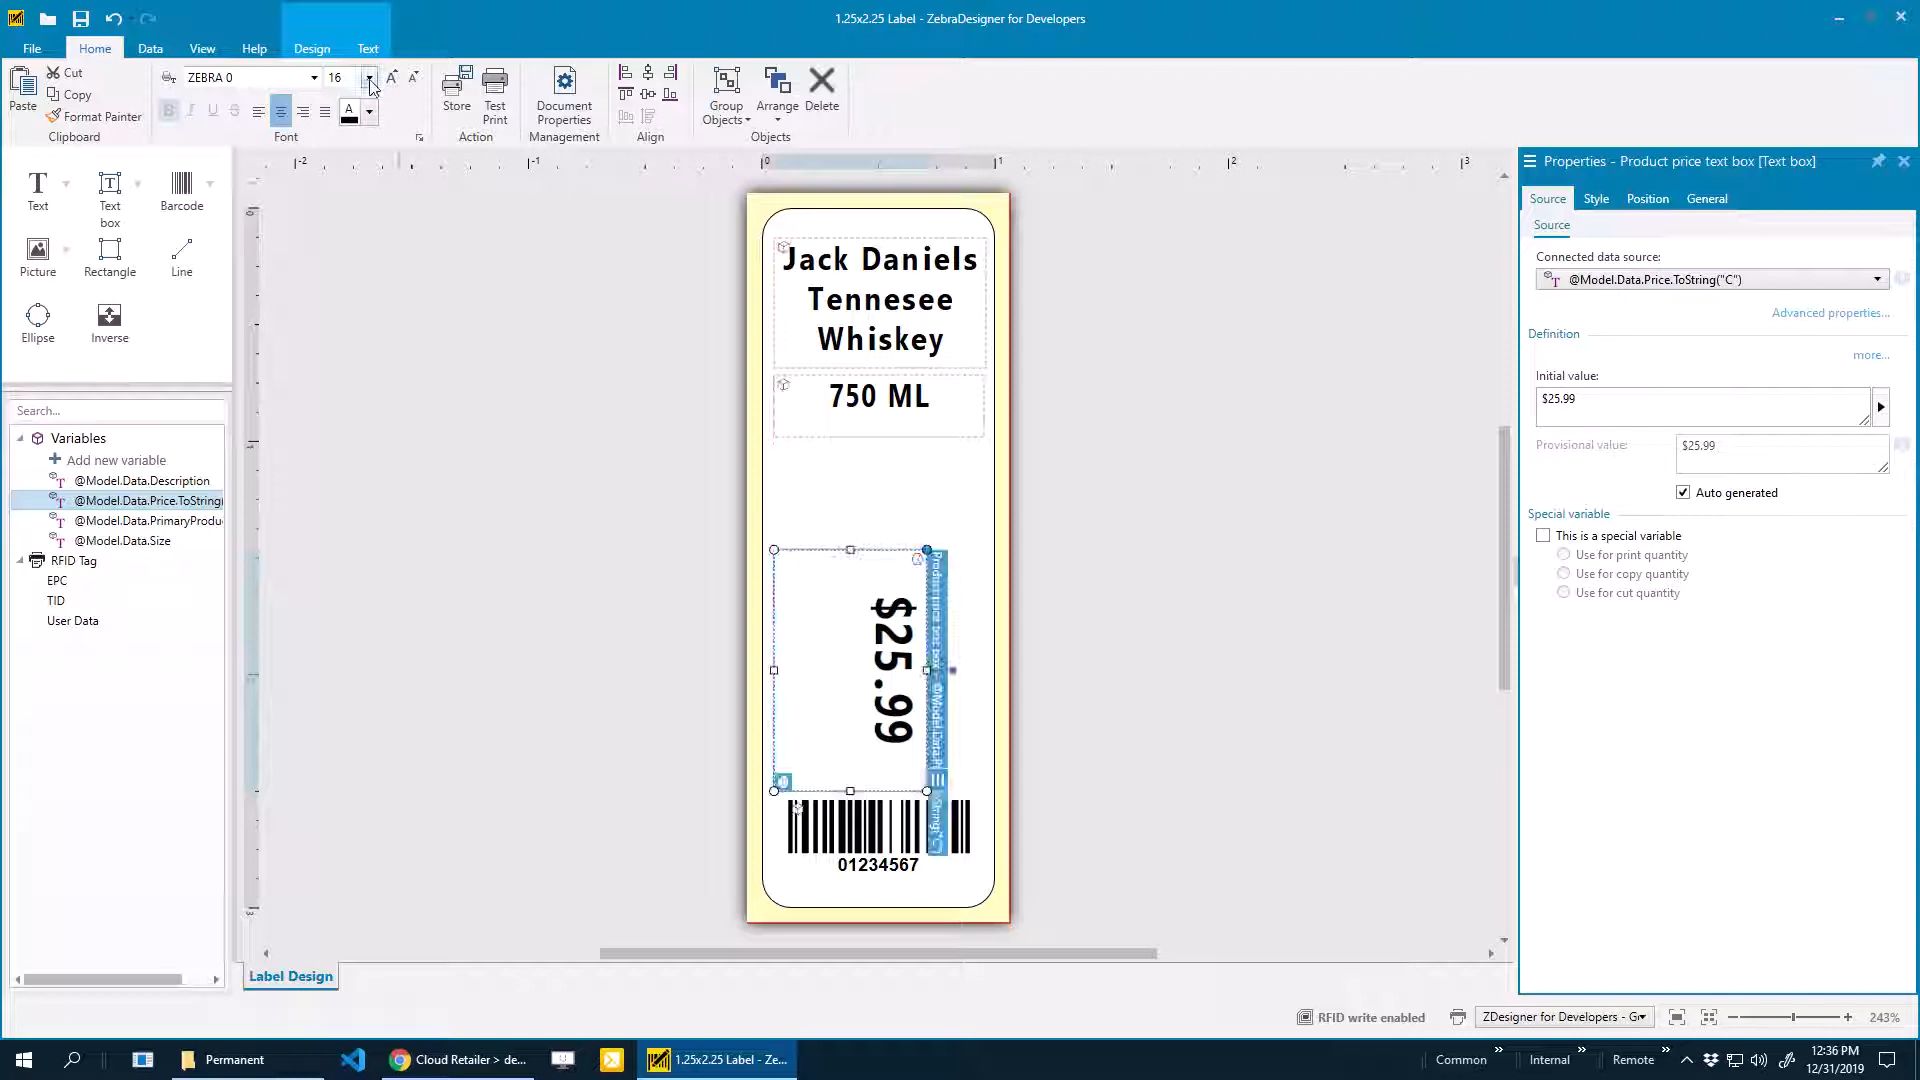 1.25x2.25 Label - ZebraDesigner for Developers
File
Home
Data
View
Help
Design
Text
Paste
Cut
Copy
Format Painter
Clipboard
ZEBRA 0
16
A
A
B
I
U
S
A
Font
Store
Test
Print
Action
Document
Properties
Management
Align
Group
Objects
Arrange
Delete
Objects
Text
Text
box
Barcode
Picture
Rectangle
Line
Ellipse
Inverse
Search...
Variables
Add new variable
@Model.Data.Description
@Model.Data.Price.ToString(
@Model.Data.PrimaryProdu
@Model.Data.Size
RFID Tag
EPC
TID
User Data
-2
-1
0
1
2
3
Jack Daniels
Tennesee
Whiskey
750 ML
$25.99
01234567
Label Design
Properties - Product price text box [Text box]
Source
Style
Position
General
Source
Connected data source:
@Model.Data.Price.ToString("C")
Advanced properties...
Definition
more...
Initial value:
$25.99
Provisional value:
$25.99
Auto generated
Special variable
This is a special variable
Use for print quantity
Use for copy quantity
Use for cut quantity
RFID write enabled
ZDesigner for Developers - G
243%
Permanent
Cloud Retailer > de...
1.25x2.25 Label - Ze...
Common
Internal
Remote
12:36 PM
12/31/2019